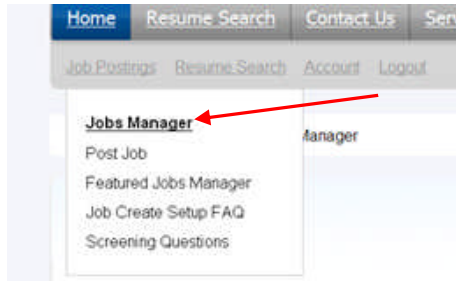 Home Resume Search Contact Us Ser
Job Postings Resume Search Account Logout
Jobs Manager
Manager
Post Job
Featured Jobs Manager
Job Create Setup FAQ
Screening Questions